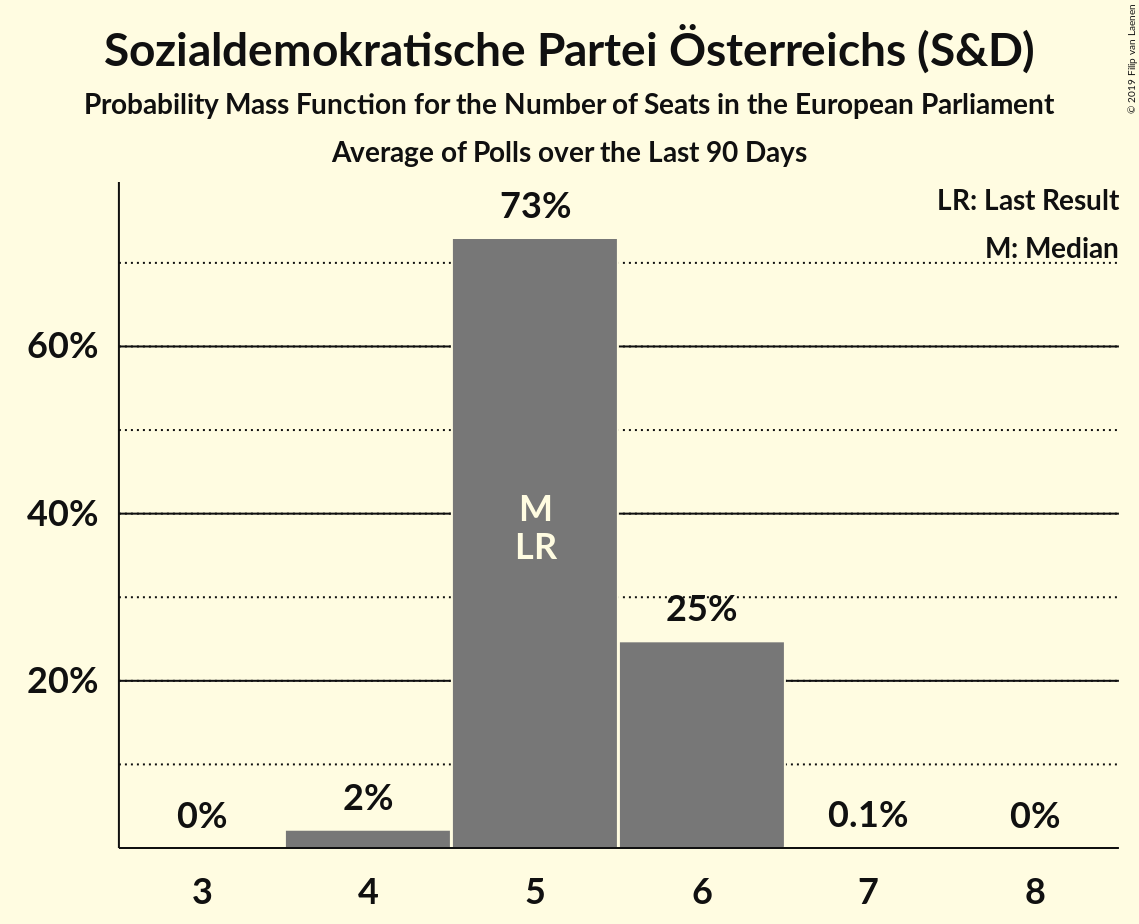 Sozialdemokratische Partei Österreichs (S&D)
Probability Mass Function for the Number of Seats in the European Parliament
Average of Polls over the Last 90 Days
© 2019 Filip van Laenen
LR: Last Result
M: Median
73%
60%
40%
20%
M
LR
25%
0%
2%
0.1%
0%
3
4
5
6
7
8